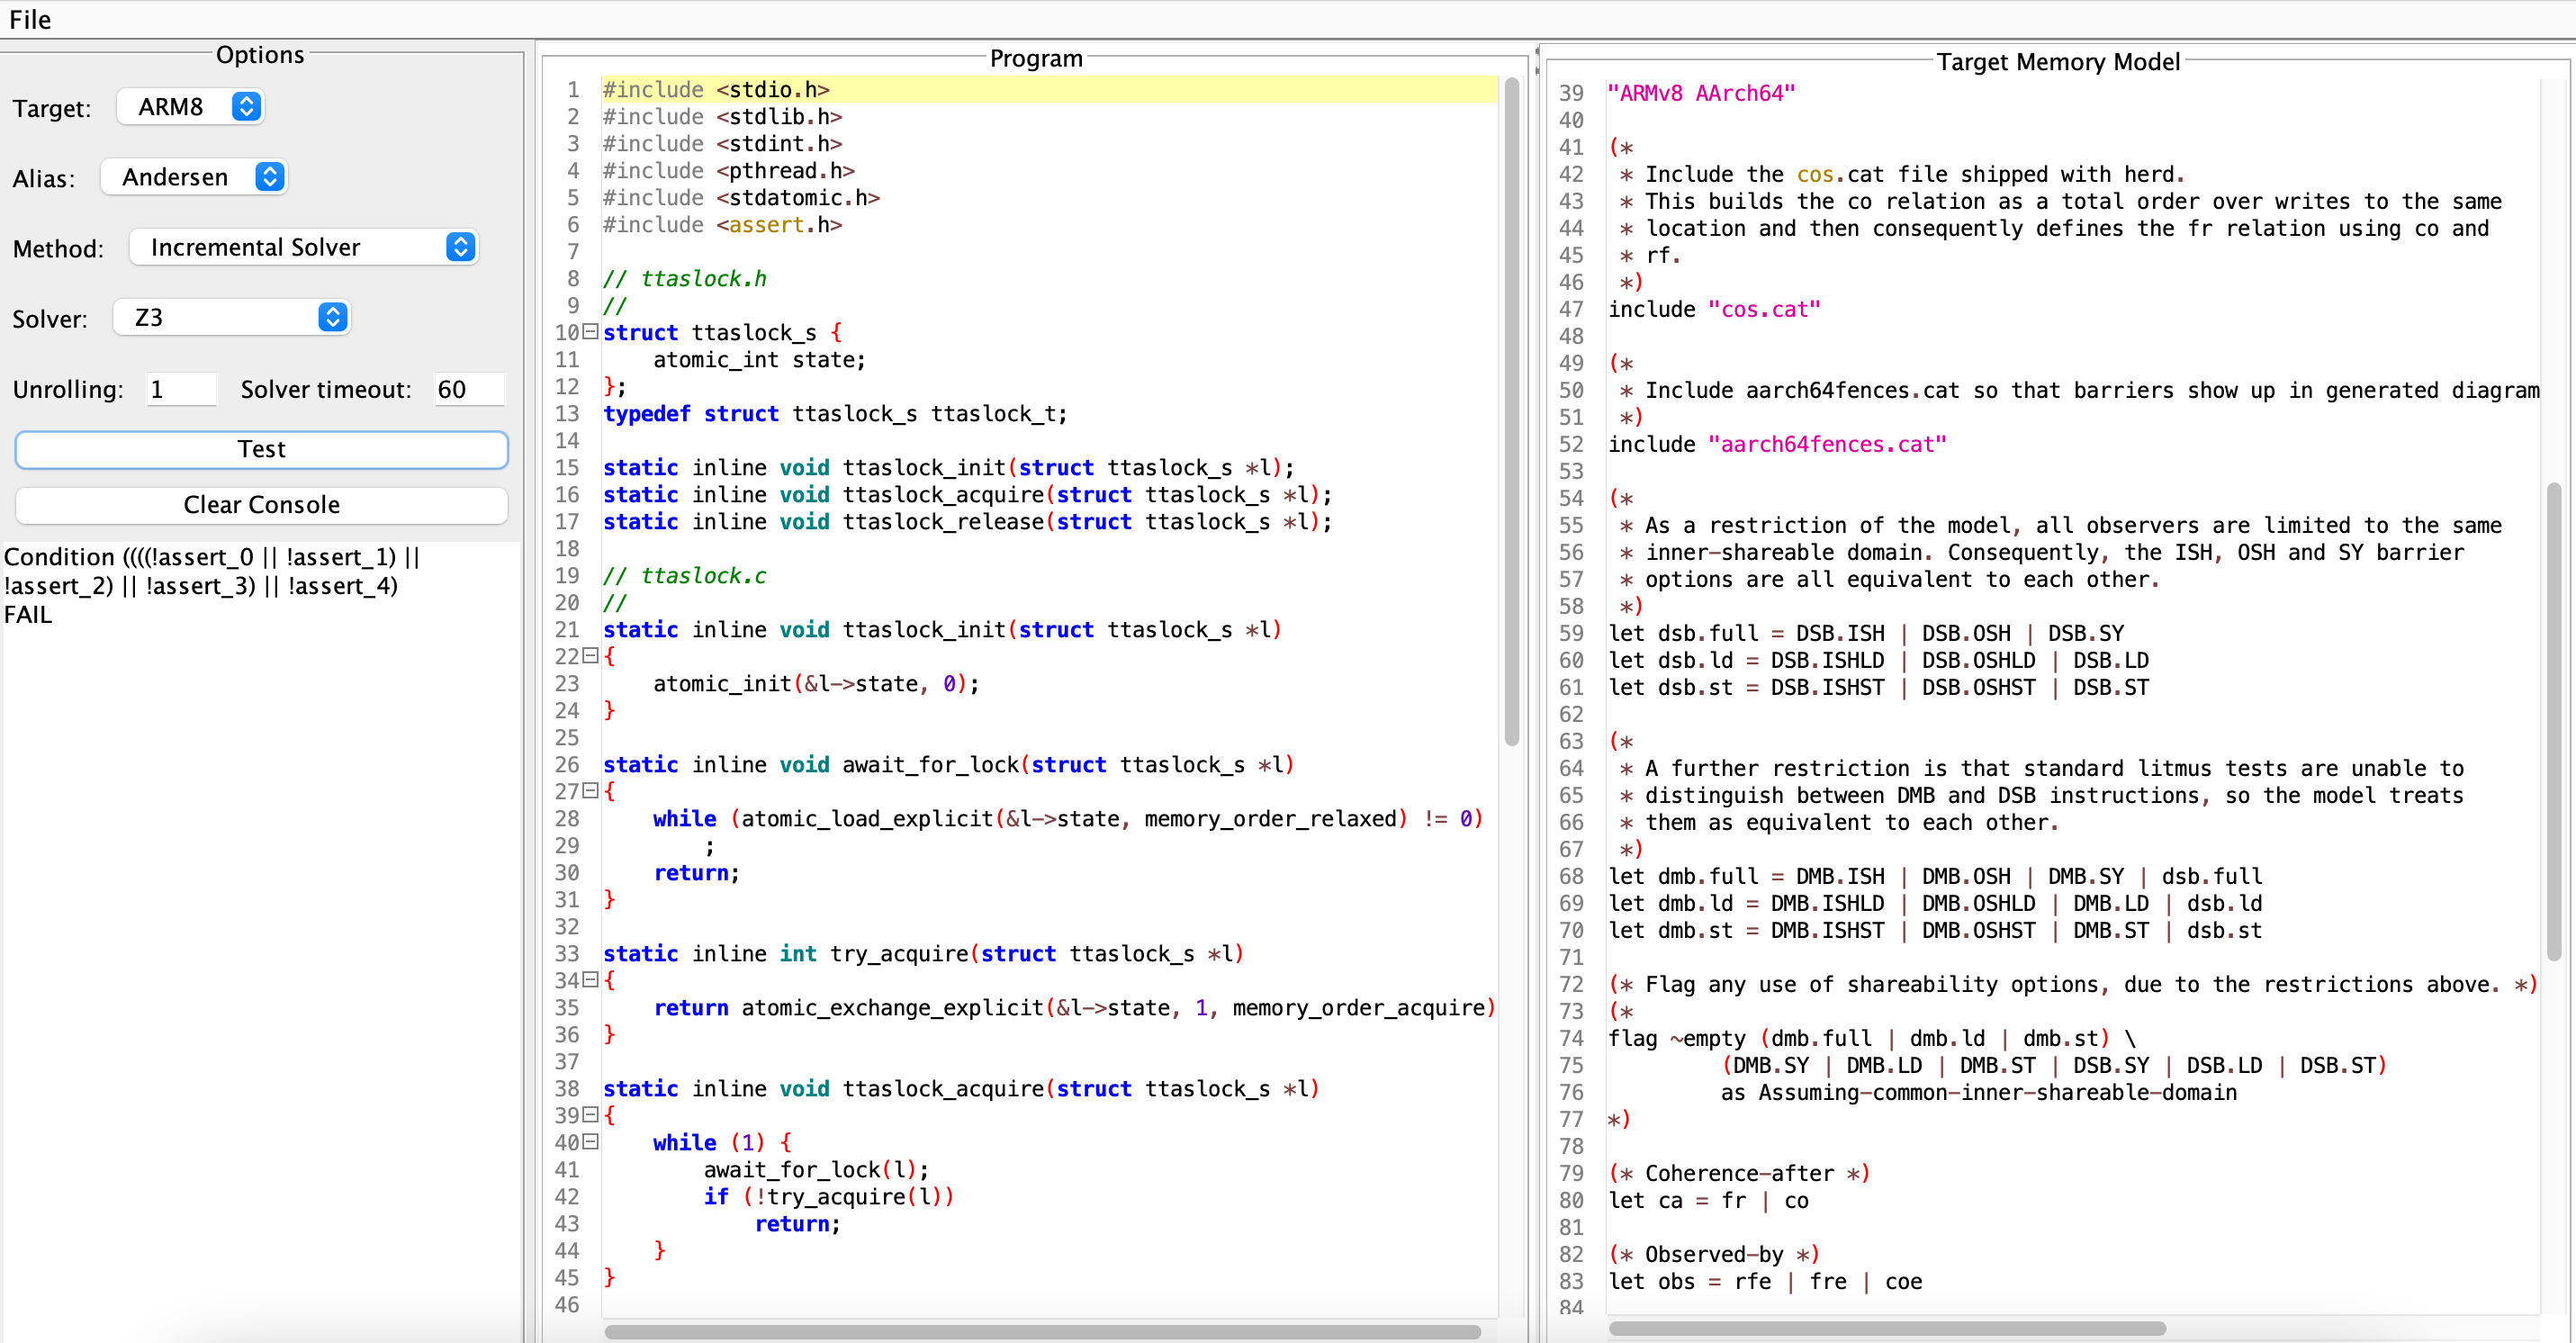 File
Options
Target: ARM8
Alias: Andersen
Method: Incremental Solver
Solver: Z3
Unrolling: 1 Solver timeout: 60
Test
Clear Console
Condition ((((!assert_0 || !assert_1) ||
!assert_2) || !assert_3) || !assert_4)
FAIL
Program
1 #include <stdio.h>
2 #include <stdlib.h>
3 #include <stdint.h>
4 #include <pthread.h>
5 #include <stdatomic.h>
6 #include <assert.h>
7
8 // ttaslock.h
9 //
10 struct ttaslock_s {
11     atomic_int state;
12 };
13 typedef struct ttaslock_s ttaslock_t;
14
15 static inline void ttaslock_init(struct ttaslock_s *l);
16 static inline void ttaslock_acquire(struct ttaslock_s *l);
17 static inline void ttaslock_release(struct ttaslock_s *l);
18
19 // ttaslock.c
20 //
21 static inline void ttaslock_init(struct ttaslock_s *l)
22 {
23     atomic_init(&l->state, 0);
24 }
25
26 static inline void await_for_lock(struct ttaslock_s *l)
27 {
28     while (atomic_load_explicit(&l->state, memory_order_relaxed) != 0)
29         ;
30     return;
31 }
32
33 static inline int try_acquire(struct ttaslock_s *l)
34 {
35     return atomic_exchange_explicit(&l->state, 1, memory_order_acquire)
36 }
37
38 static inline void ttaslock_acquire(struct ttaslock_s *l)
39 {
40     while (1) {
41         await_for_lock(l);
42         if (!try_acquire(l))
43             return;
44     }
45 }
46
Target Memory Model
39 "ARMv8 AArch64"
40
41 (*
42  * Include the cos.cat file shipped with herd.
43  * This builds the co relation as a total order over writes to the same
44  * location and then consequently defines the fr relation using co and
45  * rf.
46  *)
47 include "cos.cat"
48
49 (*
50  * Include aarch64fences.cat so that barriers show up in generated diagram
51  *)
52 include "aarch64fences.cat"
53
54 (*
55  * As a restriction of the model, all observers are limited to the same
56  * inner-shareable domain. Consequently, the ISH, OSH and SY barrier
57  * options are all equivalent to each other.
58  *)
59 let dsb.full = DSB.ISH | DSB.OSH | DSB.SY
60 let dsb.ld = DSB.ISHLD | DSB.OSHLD | DSB.LD
61 let dsb.st = DSB.ISHST | DSB.OSHST | DSB.ST
62
63 (*
64  * A further restriction is that standard litmus tests are unable to
65  * distinguish between DMB and DSB instructions, so the model treats
66  * them as equivalent to each other.
67  *)
68 let dmb.full = DMB.ISH | DMB.OSH | DMB.SY | dsb.full
69 let dmb.ld = DMB.ISHLD | DMB.OSHLD | DMB.LD | dsb.ld
70 let dmb.st = DMB.ISHST | DMB.OSHST | DMB.ST | dsb.st
71
72 (* Flag any use of shareability options, due to the restrictions above. *)
73 (*
74 flag ~empty (dmb.full | dmb.ld | dmb.st) \
75          (DMB.SY | DMB.LD | DMB.ST | DSB.SY | DSB.LD | DSB.ST)
76          as Assuming-common-inner-shareable-domain
77 *)
78
79 (* Coherence-after *)
80 let ca = fr | co
81
82 (* Observed-by *)
83 let obs = rfe | fre | coe
84